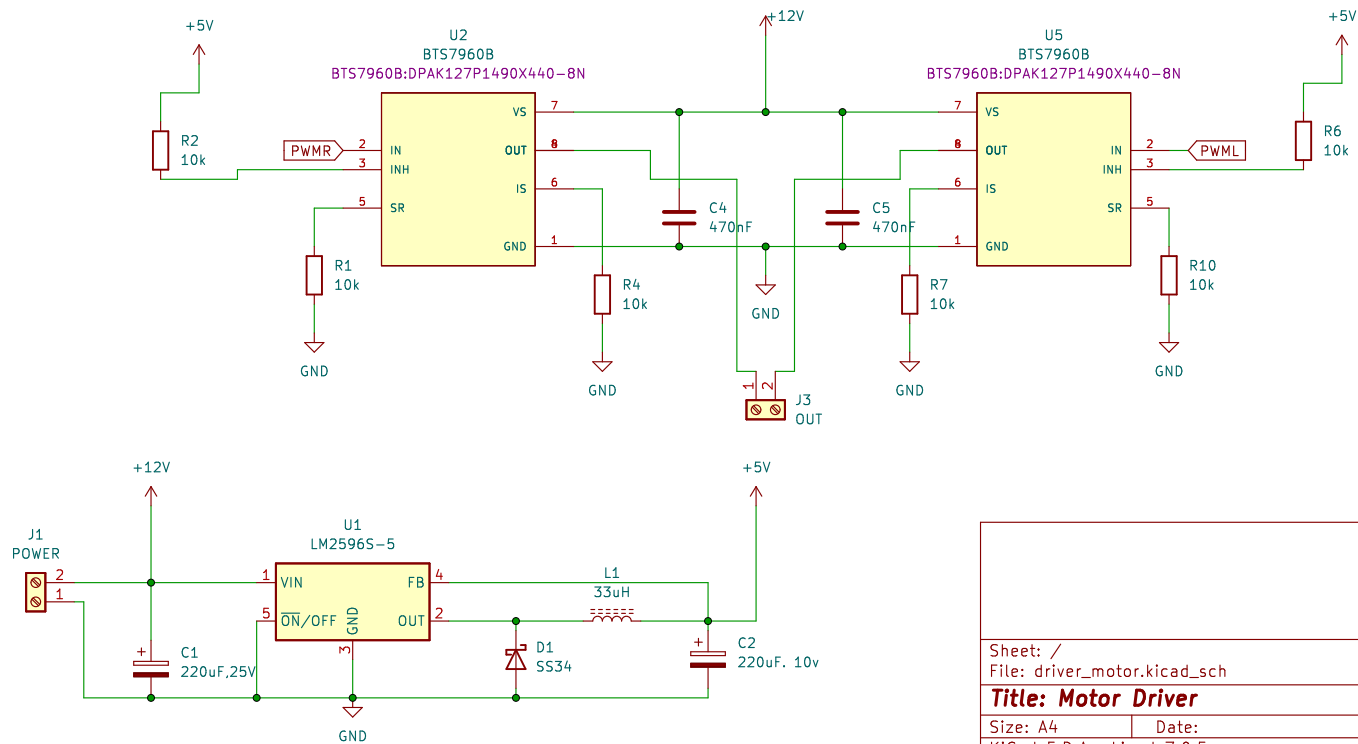 +5V
+12V
+5V
U2
BTS7960B
BTS7960B:DPAK127P1490X440-8N
U5
BTS7960B
BTS7960B:DPAK127P1490X440-8N
R2
10k
PWMR
2
IN
3
INH
5
SR
VS
7
OUT
8
IS
6
GND
1
7
VS
8
OUT
6
IS
1
GND
IN
2
INH
3
SR
5
PWML
R6
10k
C4
470nF
C5
470nF
R1
10k
GND
R4
10k
GND
GND
R7
10k
GND
R10
10k
GND
1
2
J3
OUT
+12V
+5V
J1
POWER
2
1
U1
LM2596S-5
1
VIN
5
ON/OFF
GND
3
FB
4
OUT
2
L1
33uH
+
C1
220uF,25V
D1
SS34
+
C2
220uF, 10v
GND
Sheet: /
File: driver_motor.kicad_sch
Title: Motor Driver
Size: A4
Date: